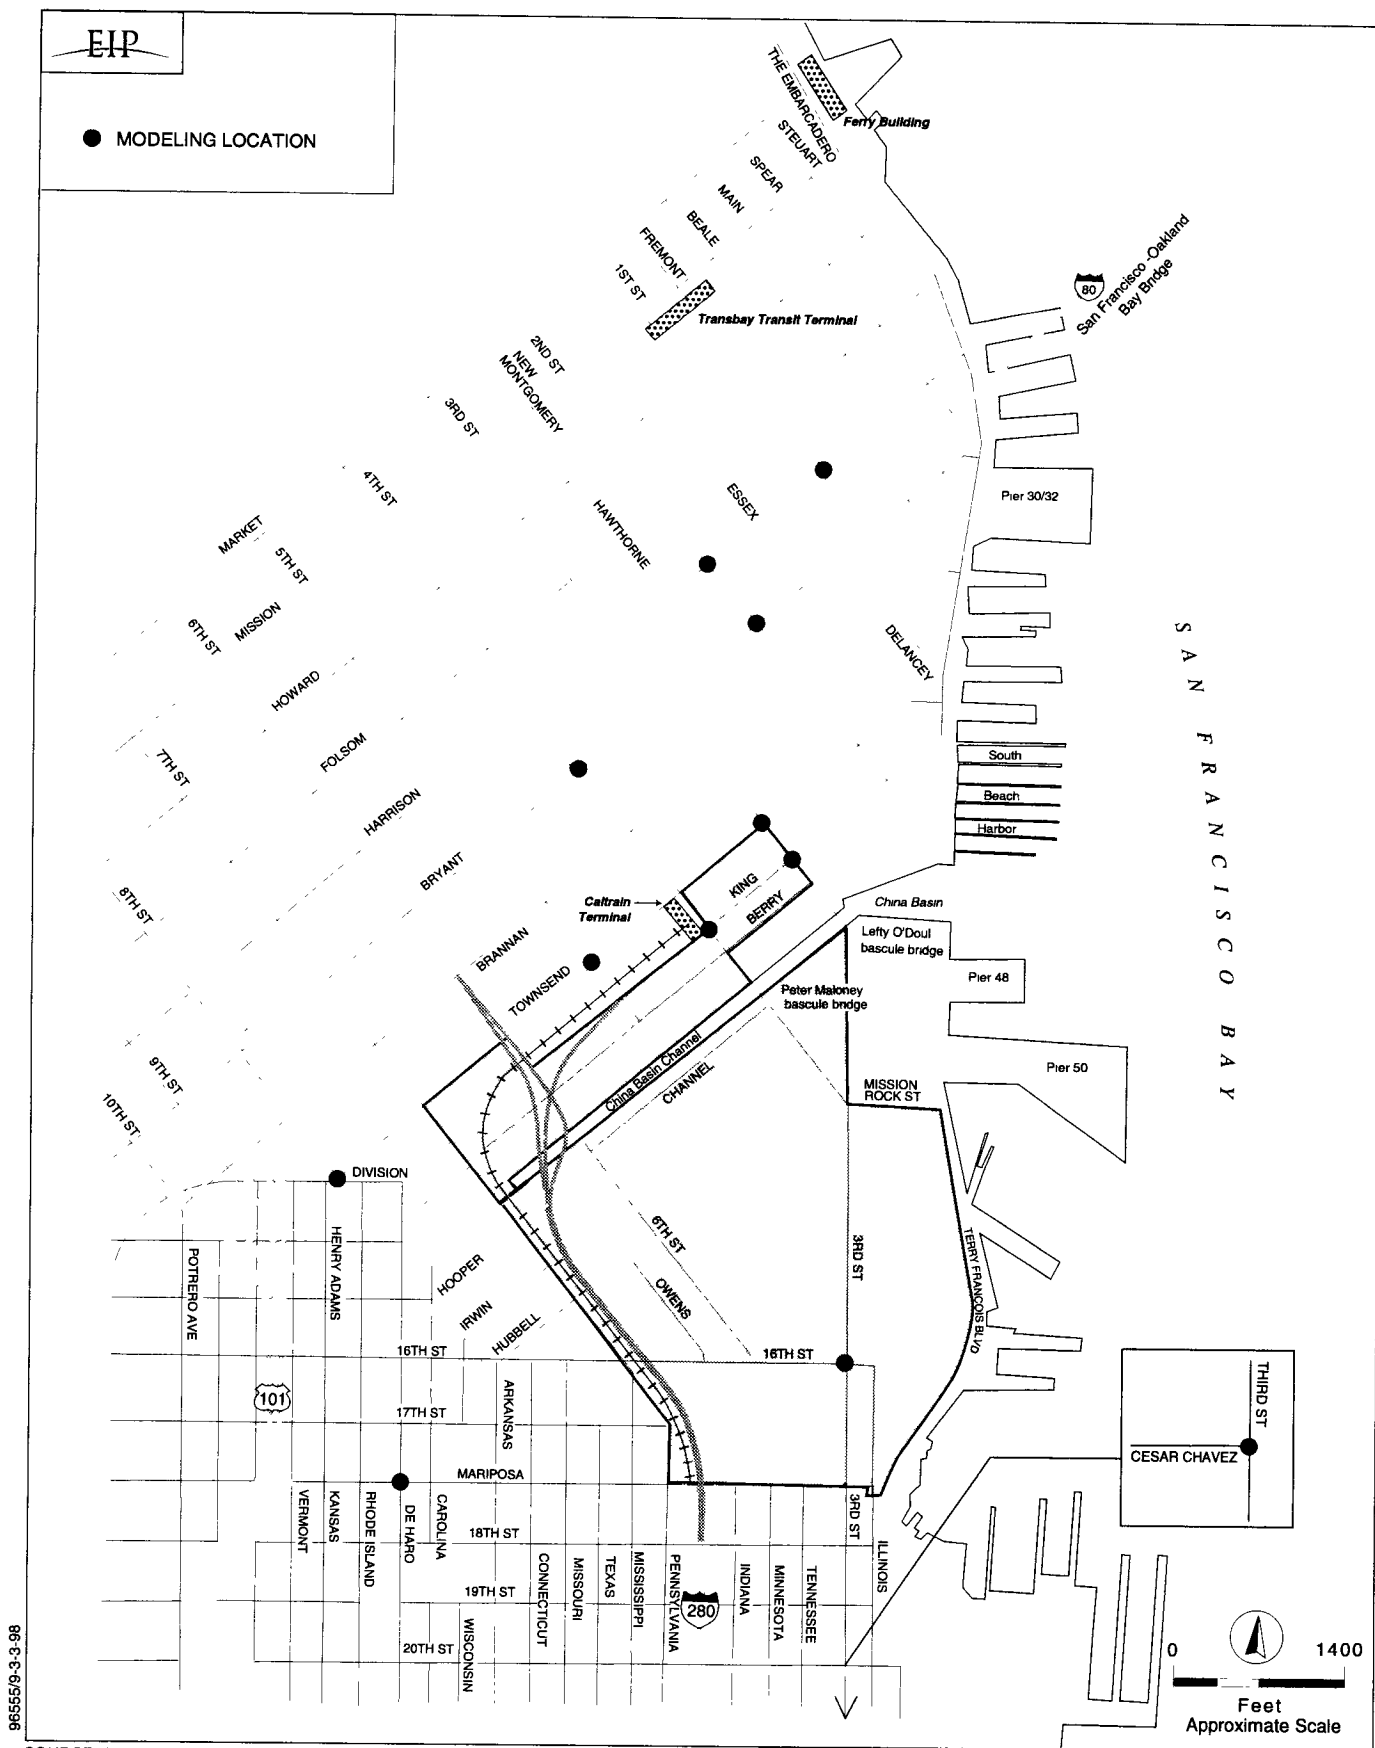 EIP
MODELING LOCATION
THE EMBARCADERO
STEUART
SPEAR
MAIN
BEALE
FREMONT
1ST ST
Ferry Building
Transbay Transit Terminal
80
San Francisco-Oakland
Bay Bridge
2ND ST
NEW
MONTGOMERY
3RD ST
4TH ST
MARKET
5TH ST
6TH ST
MISSION
HAWTHORNE
ESSEX
Pier 30/32
HOWARD
DELANCEY
7TH ST
FOLSOM
HARRISON
BRYANT
8TH ST
South
Beach
Harbor
SAN FRANCISCO BAY
Caltrain
Terminal
KING
BERRY
China Basin
Lefty O'Doul
bascule bridge
Pier 48
BRANNAN
TOWNSEND
Peter Maloney
bascule bridge
9TH ST
10TH ST
China Basin Channel
CHANNEL
Pier 50
MISSION
ROCK ST
DIVISION
POTRERO AVE
HENRY ADAMS
HOOPER
IRWIN
HUBBELL
6TH ST
OWENS
3RD ST
TERRY FRANCOIS BLVD
16TH ST
16TH ST
101
17TH ST
ARKANSAS
THIRD ST
CESAR CHAVEZ
MARIPOSA
VERMONT
KANSAS
RHODE ISLAND
DE HARO
CAROLINA
18TH ST
3RD ST
ILLINOIS
19TH ST
CONNECTICUT
MISSOURI
TEXAS
MISSISSIPPI
PENNSYLVANIA
280
INDIANA
MINNESOTA
TENNESSEE
20TH ST
WISCONSIN
0 1400
Feet
Approximate Scale
96555/9-3-3-98